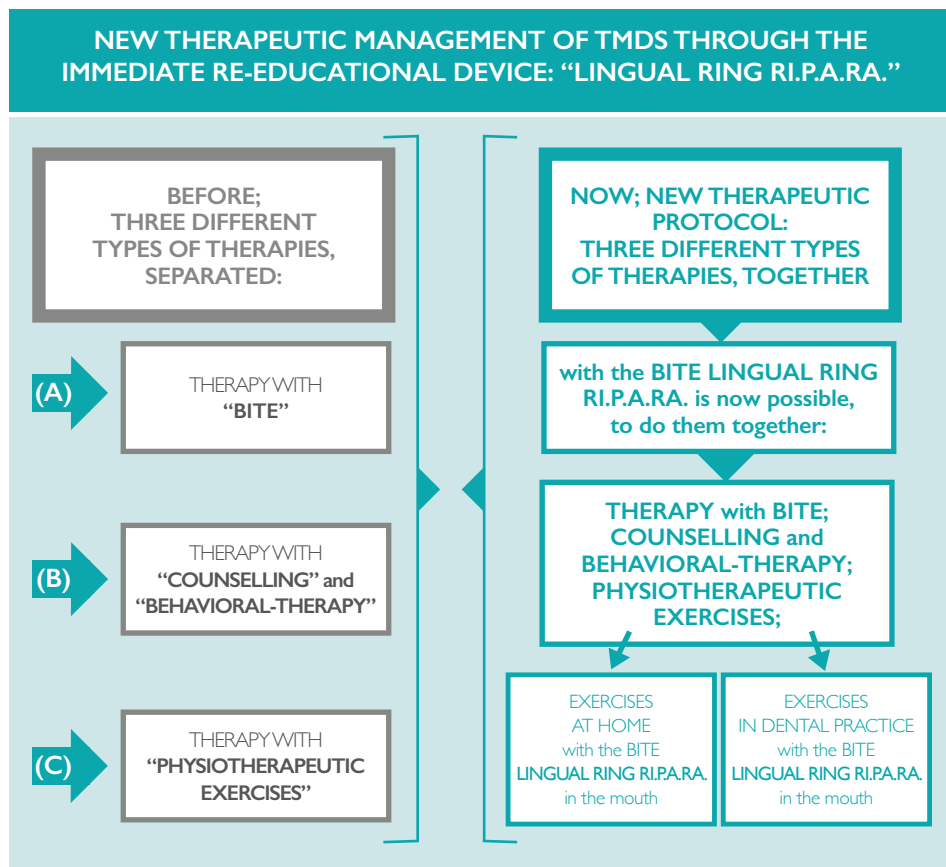 NEW THERAPEUTIC MANAGEMENT OF TMDS THROUGH THE
IMMEDIATE RE-EDUCATIONAL DEVICE: “LINGUAL RING RI.P.A.RA.”
BEFORE;
THREE DIFFERENT
TYPES OF THERAPIES,
SEPARATED:
(A)
THERAPY WITH
“BITE”
(B)
THERAPY WITH
“COUNSELLING” and
“BEHAVIORAL-THERAPY”
(C)
THERAPY WITH
“PHYSIOTHERAPEUTIC
EXERCISES”
NOW; NEW THERAPEUTIC
PROTOCOL:
THREE DIFFERENT TYPES
OF THERAPIES, TOGETHER
with the BITE LINGUAL RING
RI.P.A.RA. is now possible,
to do them together:
THERAPY with BITE;
COUNSELLING and
BEHAVIORAL-THERAPY;
PHYSIOTHERAPEUTIC
EXERCISES;
EXERCISES
AT HOME
with the BITE
LINGUAL RING RI.PA.RA.
in the mouth
EXERCISES
IN DENTAL PRACTICE
with the BITE
LINGUAL RING RI.PA.RA.
in the mouth